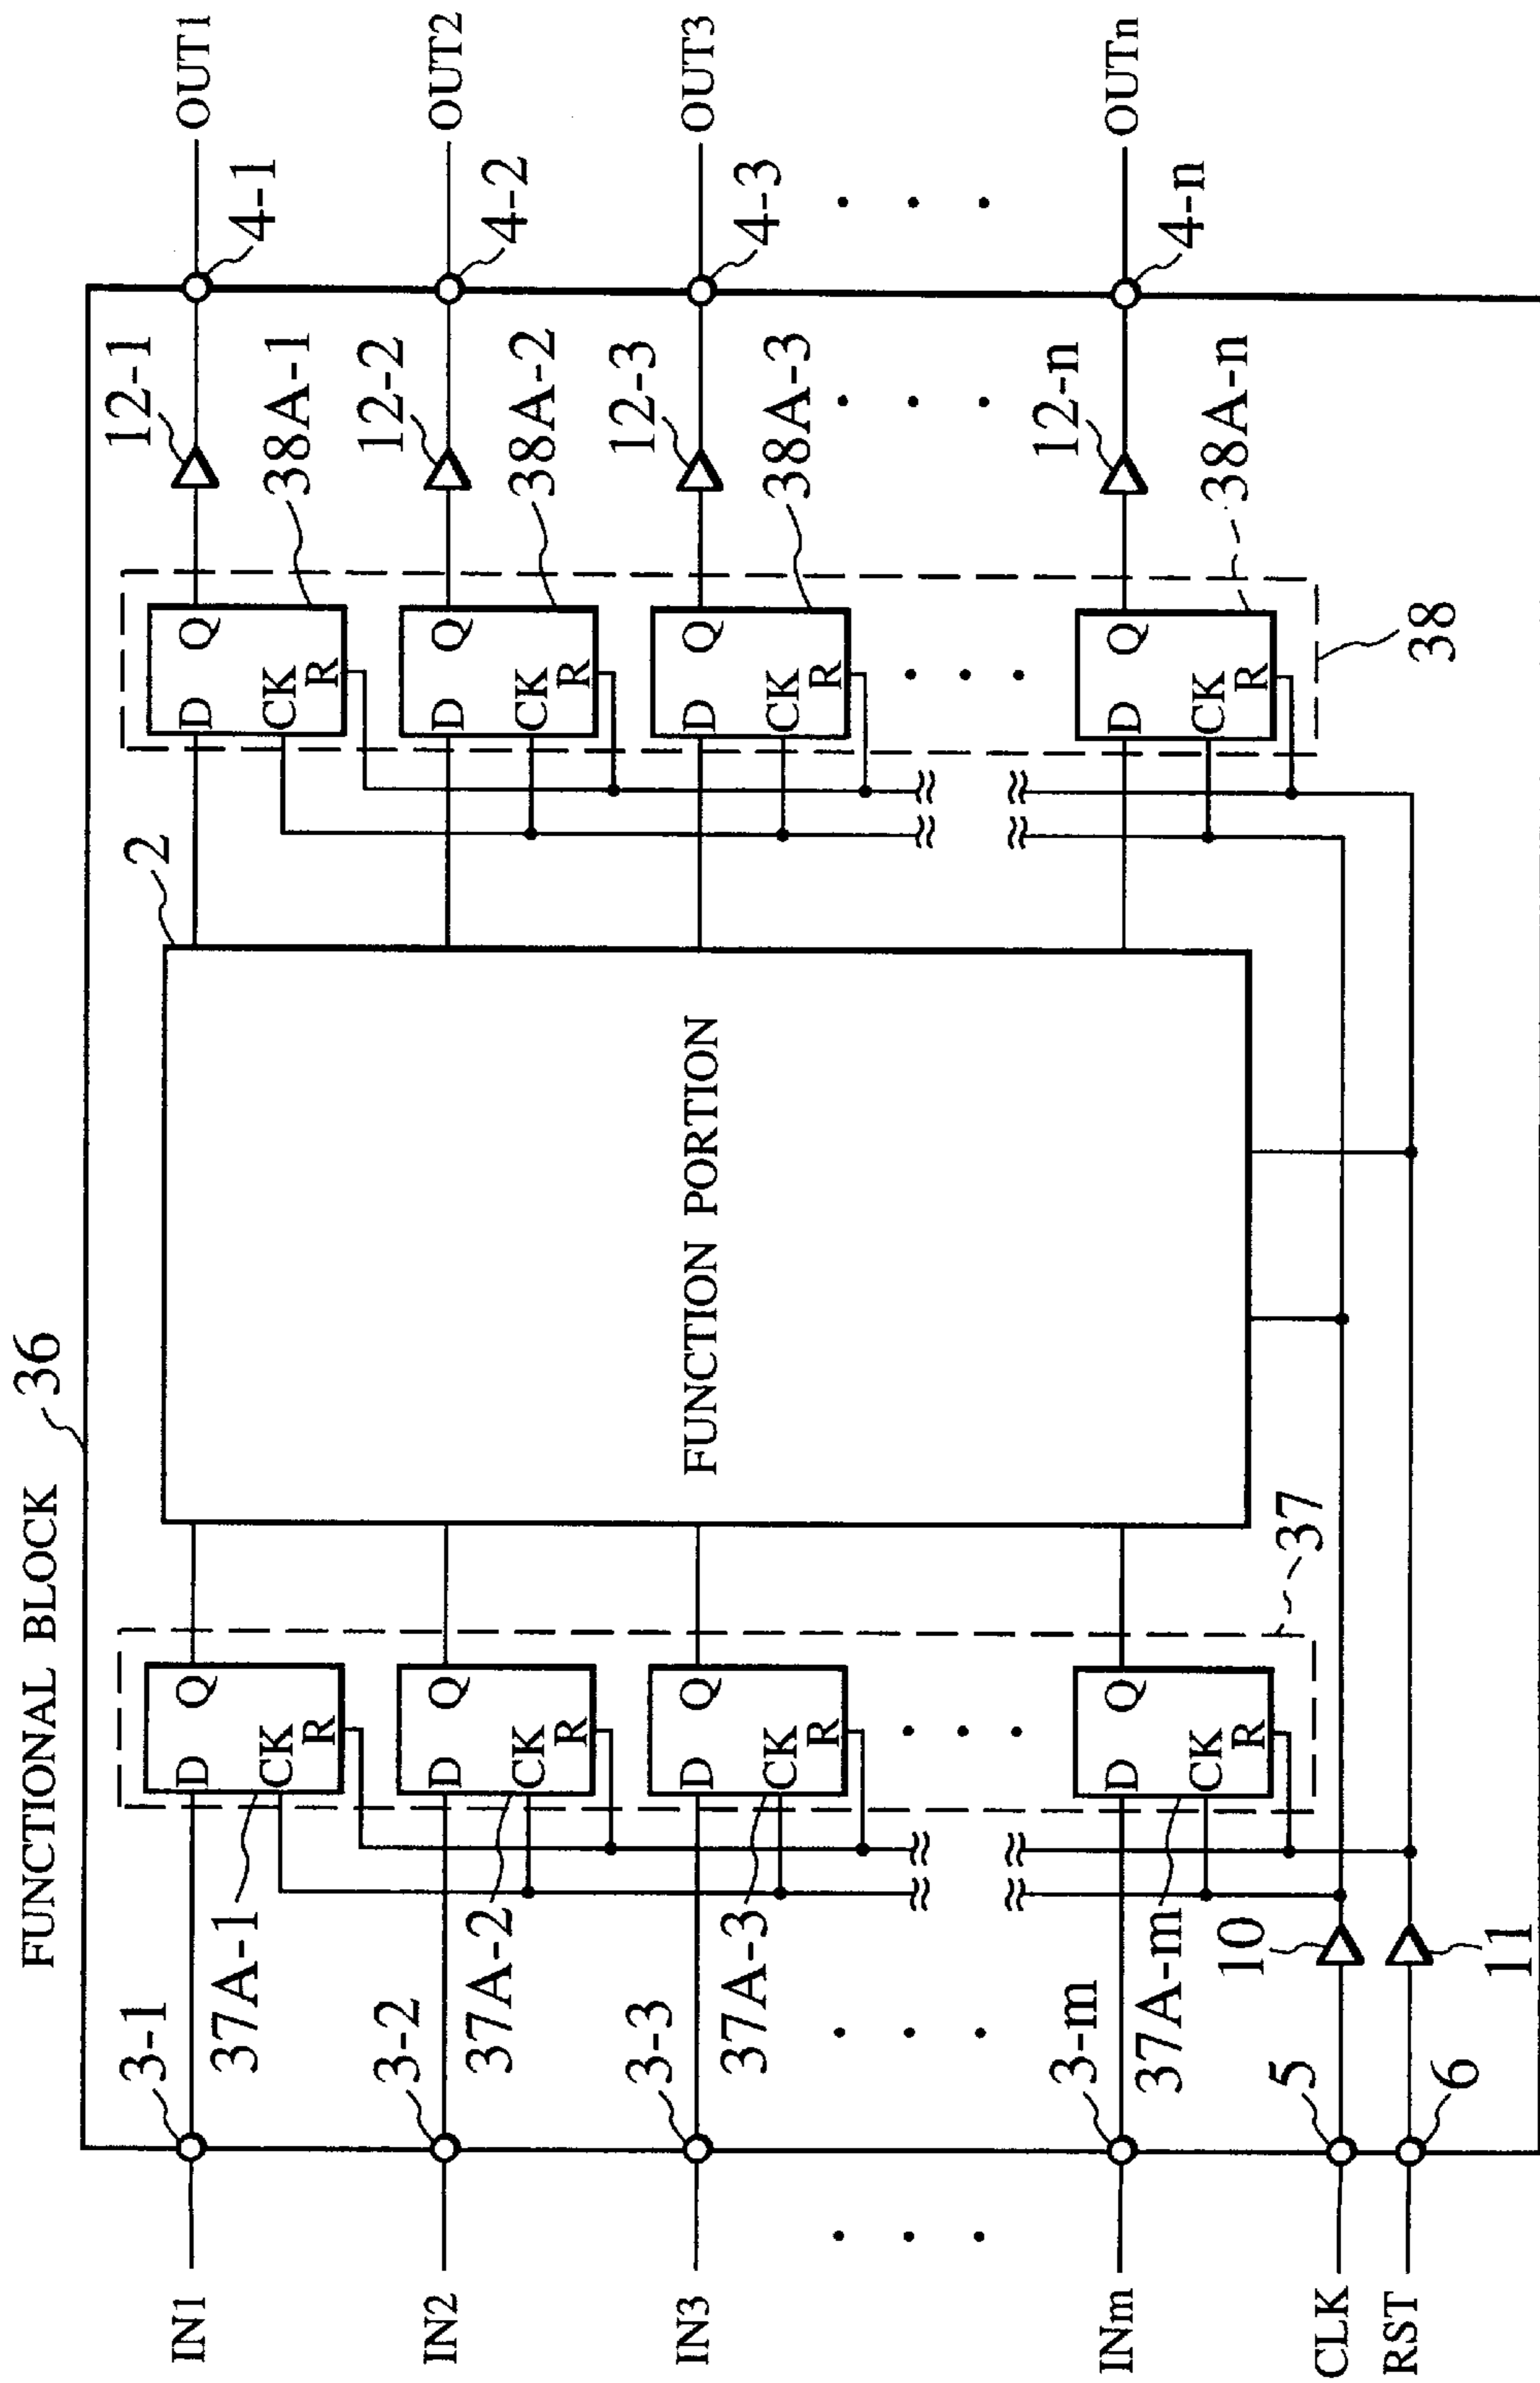 FUNCTIONAL BLOCK
36
IN1
3-1
37A-1
D
Q
CK
R
2
D
Q
CK
R
38A-1
12-1
4-1
OUT1
IN2
3-2
37A-2
D
Q
CK
R
D
Q
CK
R
38A-2
12-2
4-2
OUT2
IN3
3-3
37A-3
D
Q
CK
R
FUNCTION PORTION
D
Q
CK
R
38A-3
12-3
4-3
OUT3
INm
3-m
37A-m
D
Q
CK
R
37
D
Q
CK
R
38A-n
12-n
4-n
OUTn
38
CLK
5
10
RST
6
11